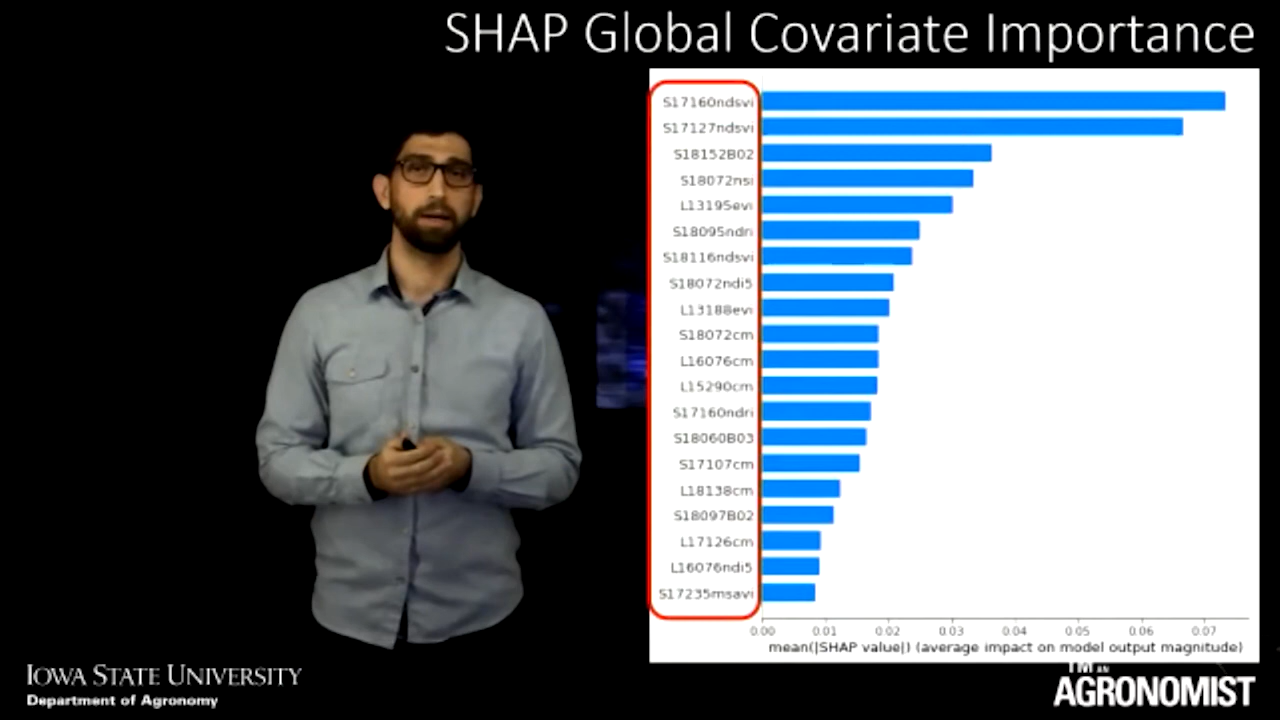 SHAP Global Covariate Importance
S17160ndsvi
S17127ndsvi
S18152B02
S18072nsi
L13195evi
S18095ndri
S18116ndsvi
S18072ndi5
L13188evi
S18072cm
L16076cm
L15290cm
S17160ndri
S18060B03
S17107cm
L18138cm
S18097B02
L17126cm
L16076ndi5
S17235msavi
0.00 0.01 0.02 0.03 0.04 0.05 0.06 0.07
mean(|SHAP value|) (average impact on model output magnitude)
IOWA STATE UNIVERSITY
Department of Agronomy
I'M AN
AGRONOMIST